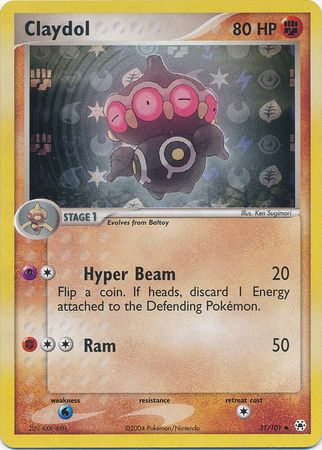 Claydol
80 HP
STAGE 1
Evolves from Baltoy
Illus. Ken Sugimori
Hyper Beam 20
Flip a coin. If heads, discard 1 Energy
attached to the Defending Pokémon.
Ram 50
weakness resistance retreat cost
©2004 Pokémon/Nintendo
31/101